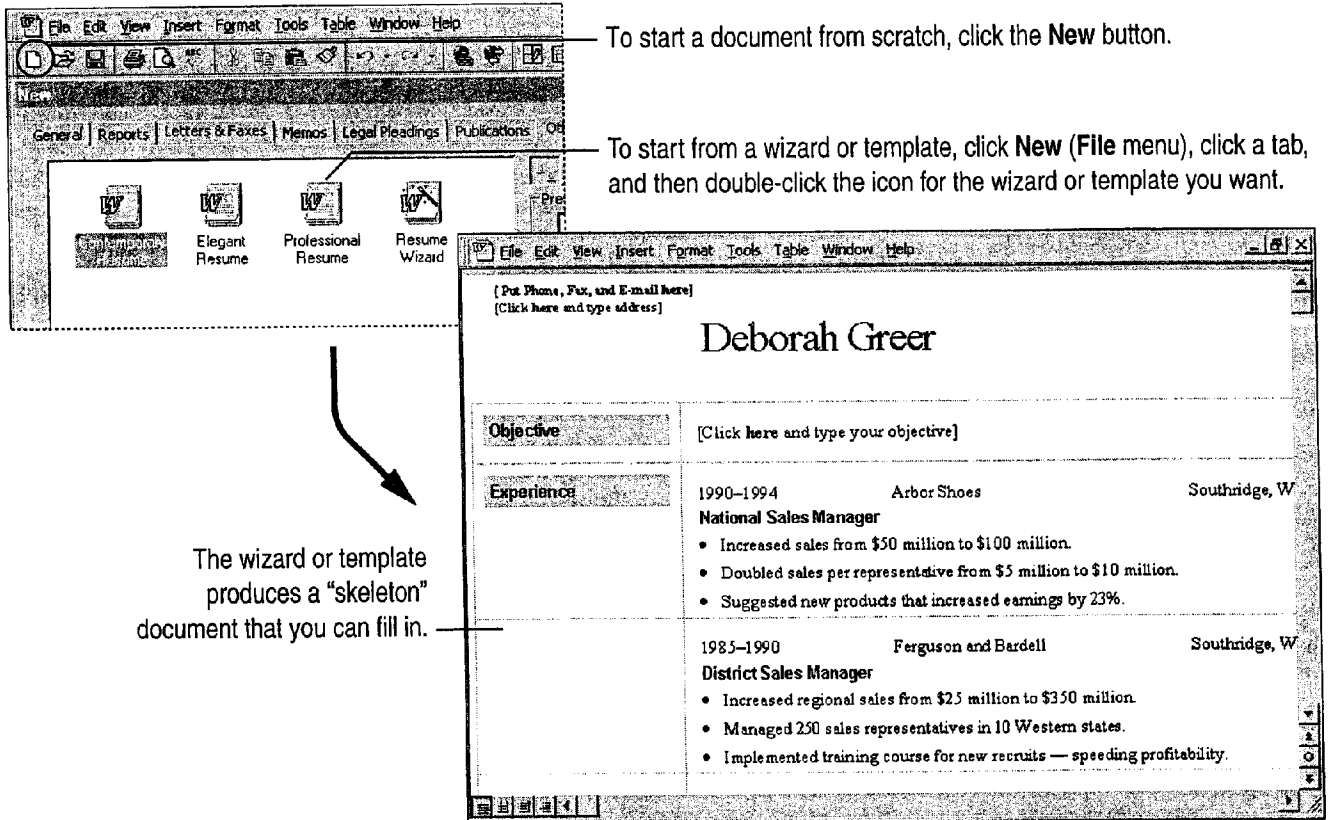 File Edit View Insert Format Tools Table Window Help
To start a document from scratch, click the New button.
New
General Reports Letters & Faxes Memos Legal Pleadings Publications
To start from a wizard or template, click New (File menu), click a tab,
and then double-click the icon for the wizard or template you want.
Elegant
Resume
Professional
Resume
Resume
Wizard
File Edit View Insert Format Tools Table Window Help
[Put Phone, Fax, and E-mail here]
[Click here and type address]
Deborah Greer
Objective
[Click here and type your objective]
Experience
1990–1994 Arbor Shoes Southridge, W
National Sales Manager
• Increased sales from $50 million to $100 million.
• Doubled sales per representative from $5 million to $10 million.
• Suggested new products that increased earnings by 23%.
1985–1990 Ferguson and Bardell Southridge, W
District Sales Manager
• Increased regional sales from $25 million to $350 million.
• Managed 250 sales representatives in 10 Western states.
• Implemented training course for new recruits — speeding profitability.
The wizard or template
produces a “skeleton”
document that you can fill in.